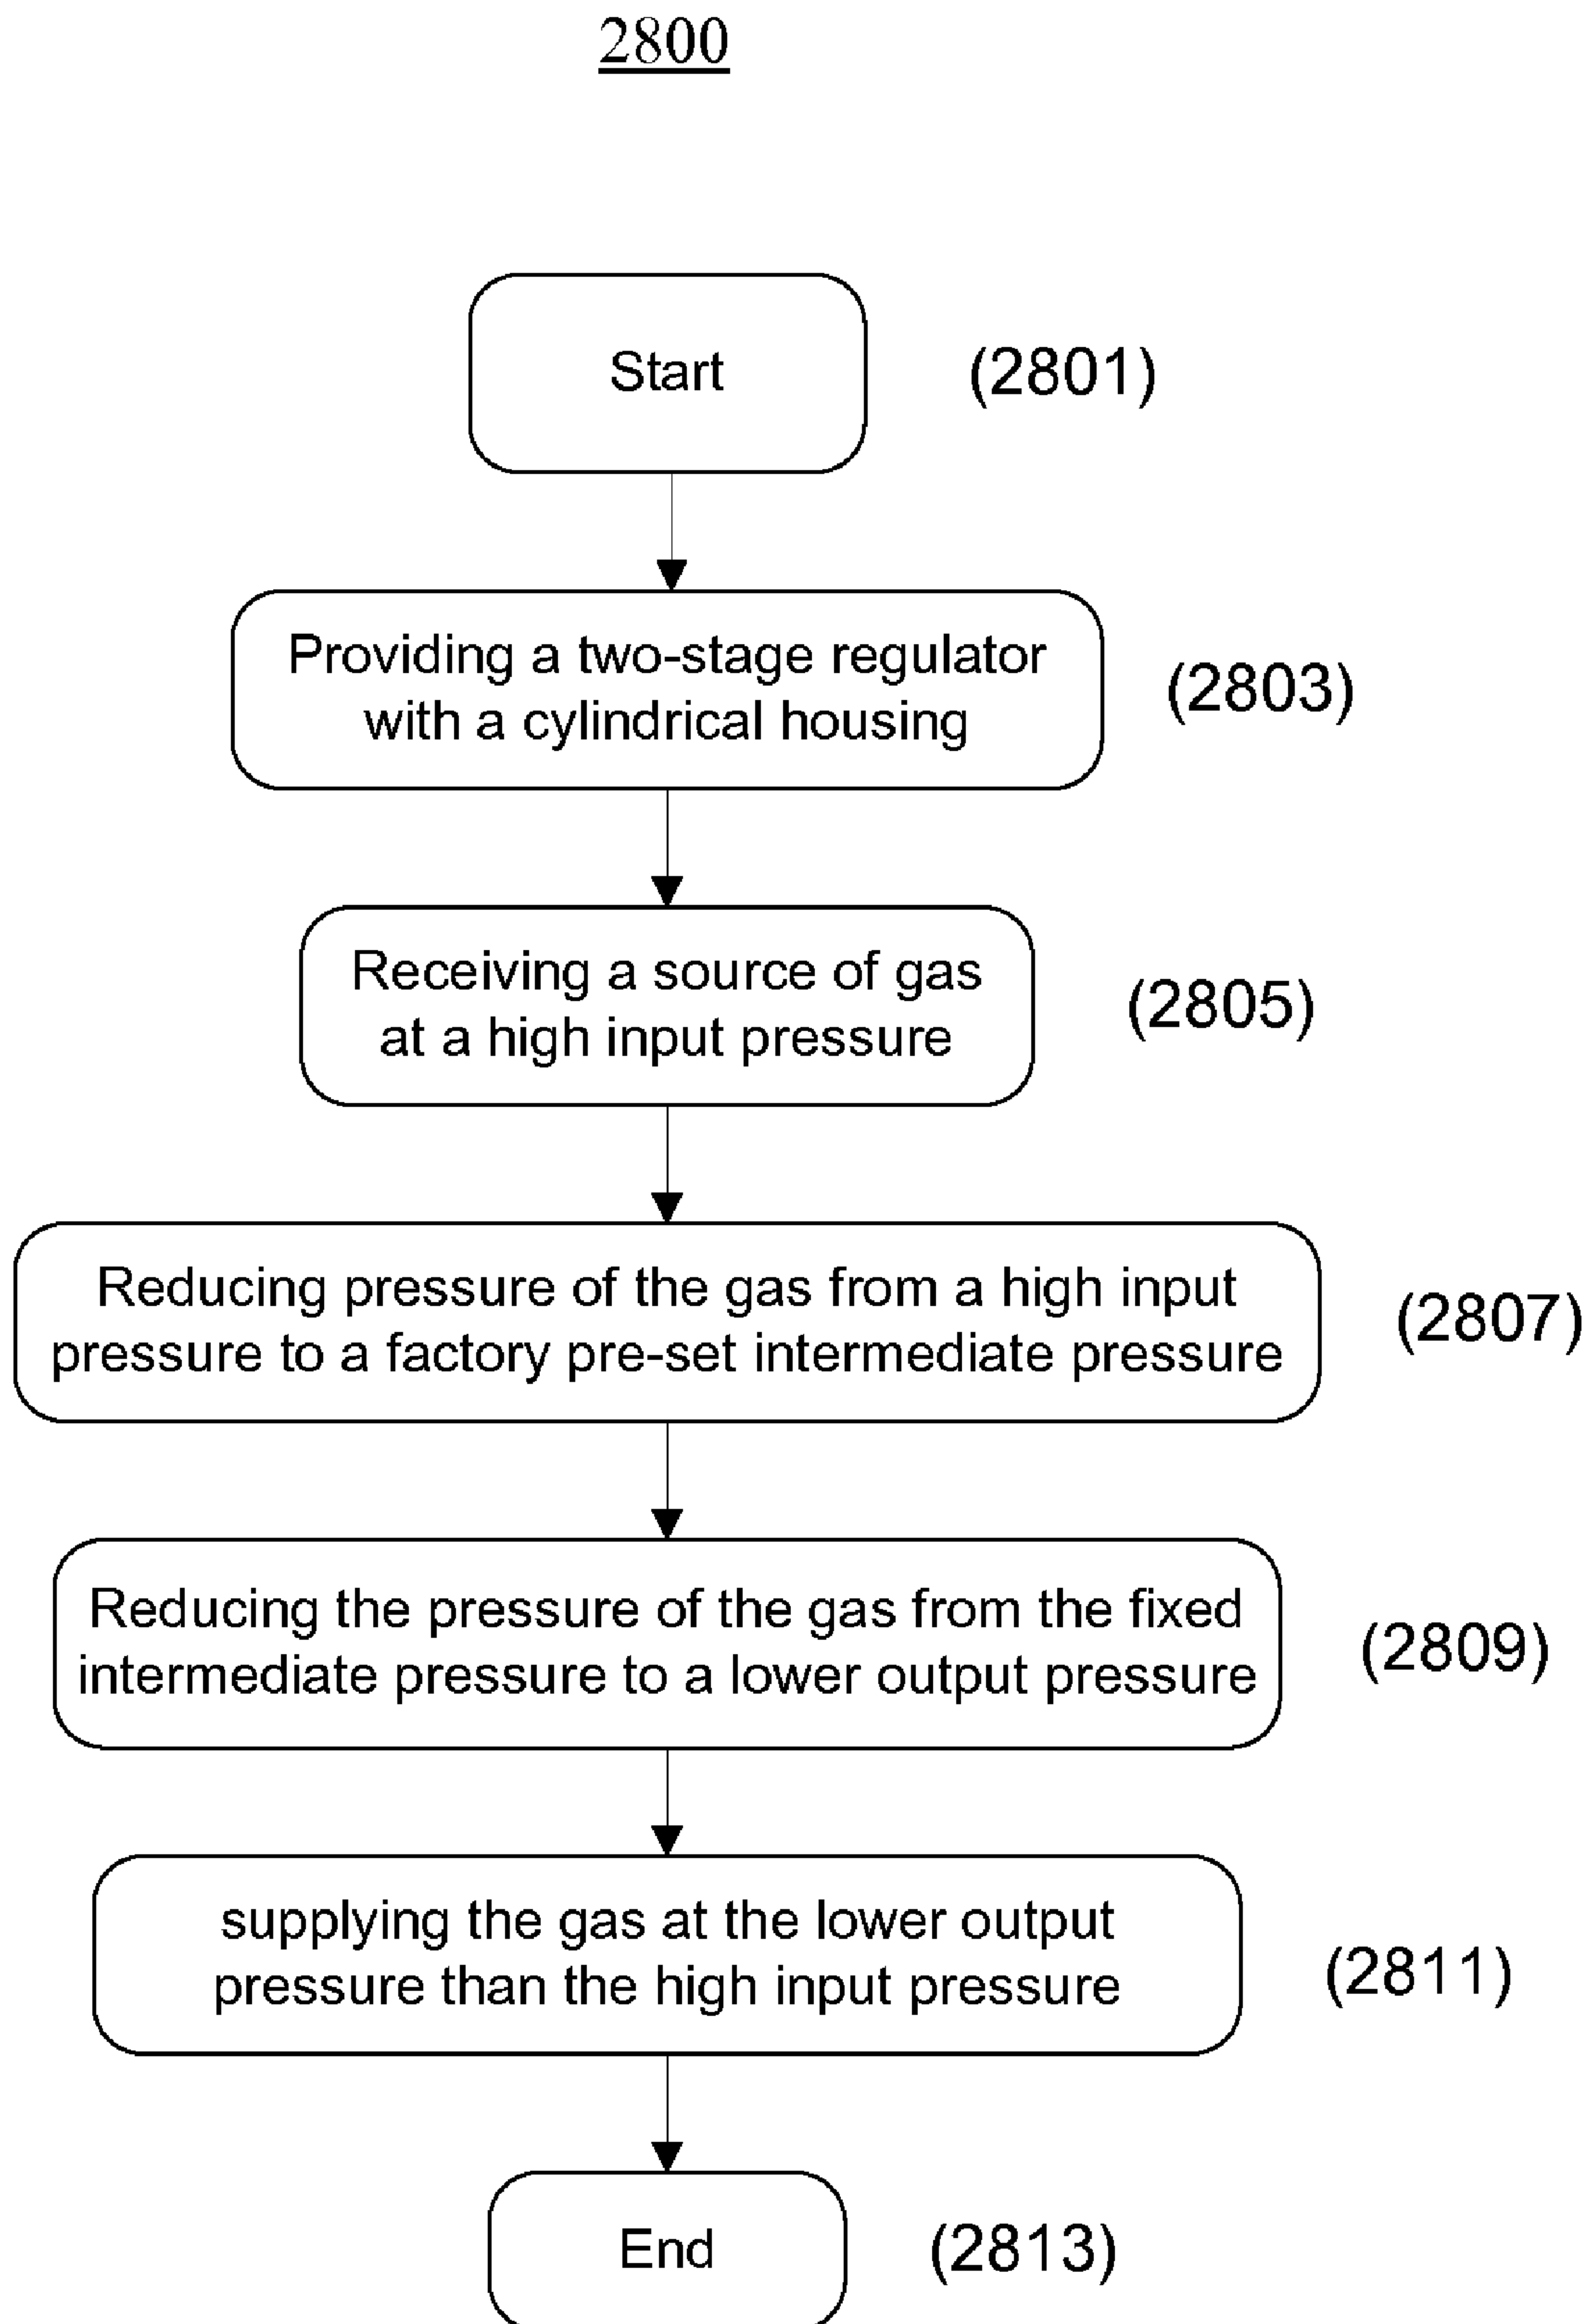 2800
Start
(2801)
Providing a two-stage regulator
with a cylindrical housing
(2803)
Receiving a source of gas
at a high input pressure
(2805)
Reducing pressure of the gas from a high input
pressure to a factory pre-set intermediate pressure
(2807)
Reducing the pressure of the gas from the fixed
intermediate pressure to a lower output pressure
(2809)
supplying the gas at the lower output
pressure than the high input pressure
(2811)
End
(2813)